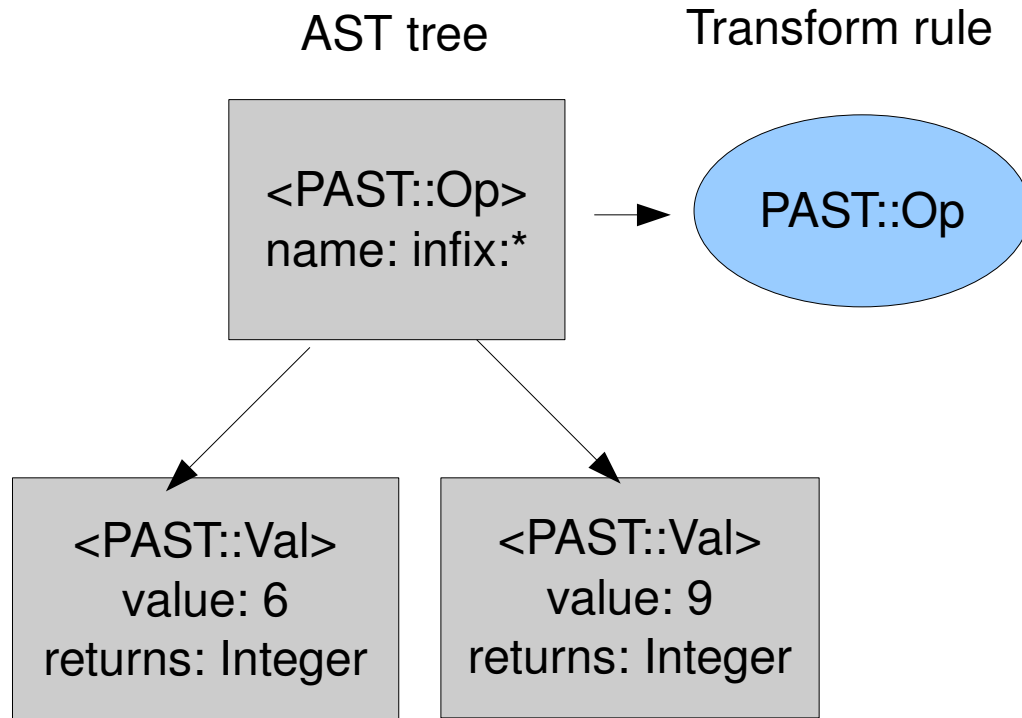 AST tree
Transform rule
<PAST::Op>
name: infix:*
PAST::Op
<PAST::Val>
value: 6
returns: Integer
<PAST::Val>
value: 9
returns: Integer